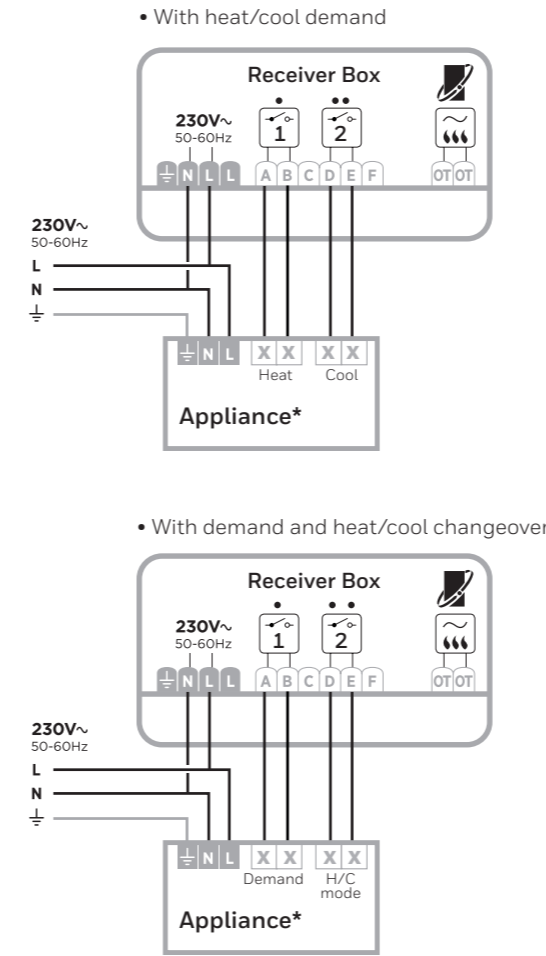 • With heat/cool demand
Receiver Box
230V~
50-60Hz
1
2
N L L A B C D E F OT OT
230V~
50-60Hz
L
N
N L X X X X
Heat Cool
Appliance*
• With demand and heat/cool changeover
Receiver Box
230V~
50-60Hz
1
2
N L L A B C D E F OT OT
230V~
50-60Hz
L
N
N L X X X X
Demand H/C
mode
Appliance*